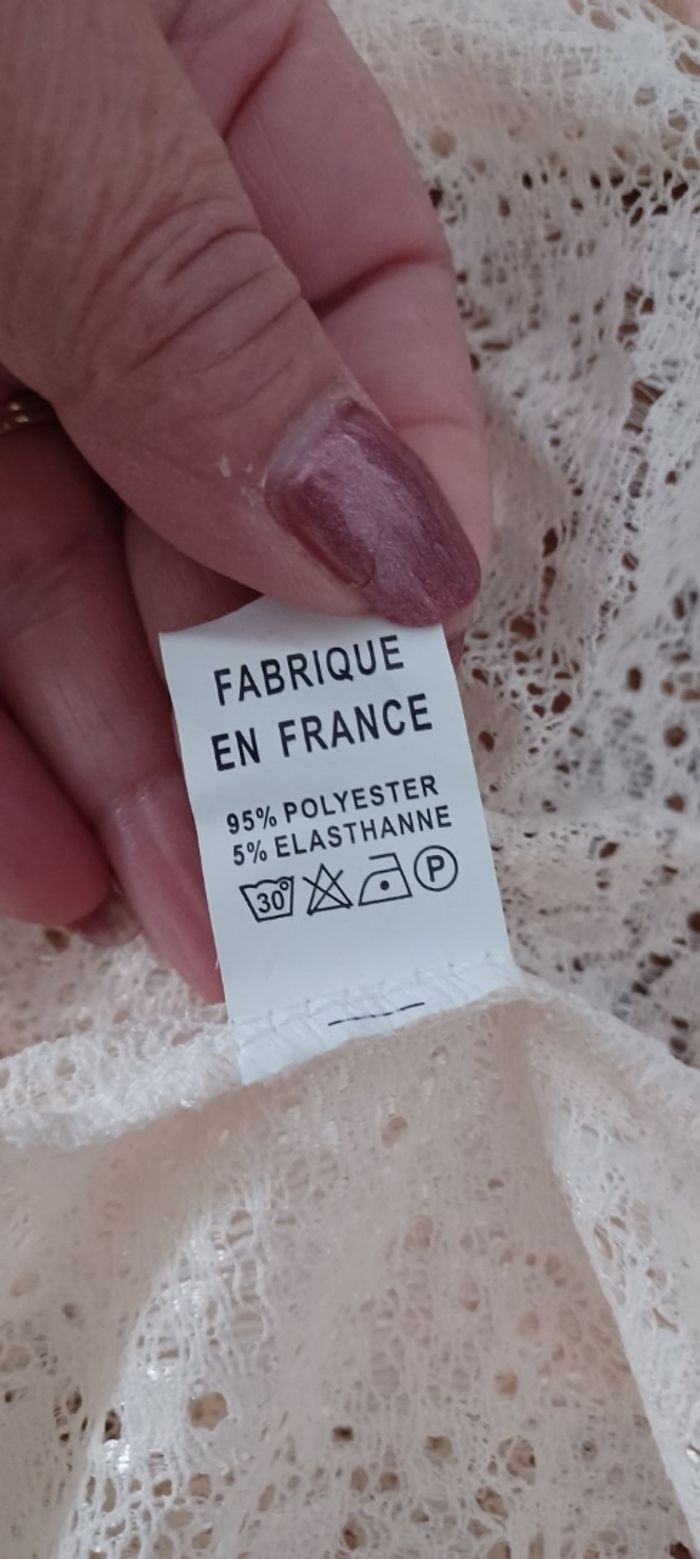 FABRIQUE
EN FRANCE
95% POLYESTER
5% ELASTHANNE
30° P